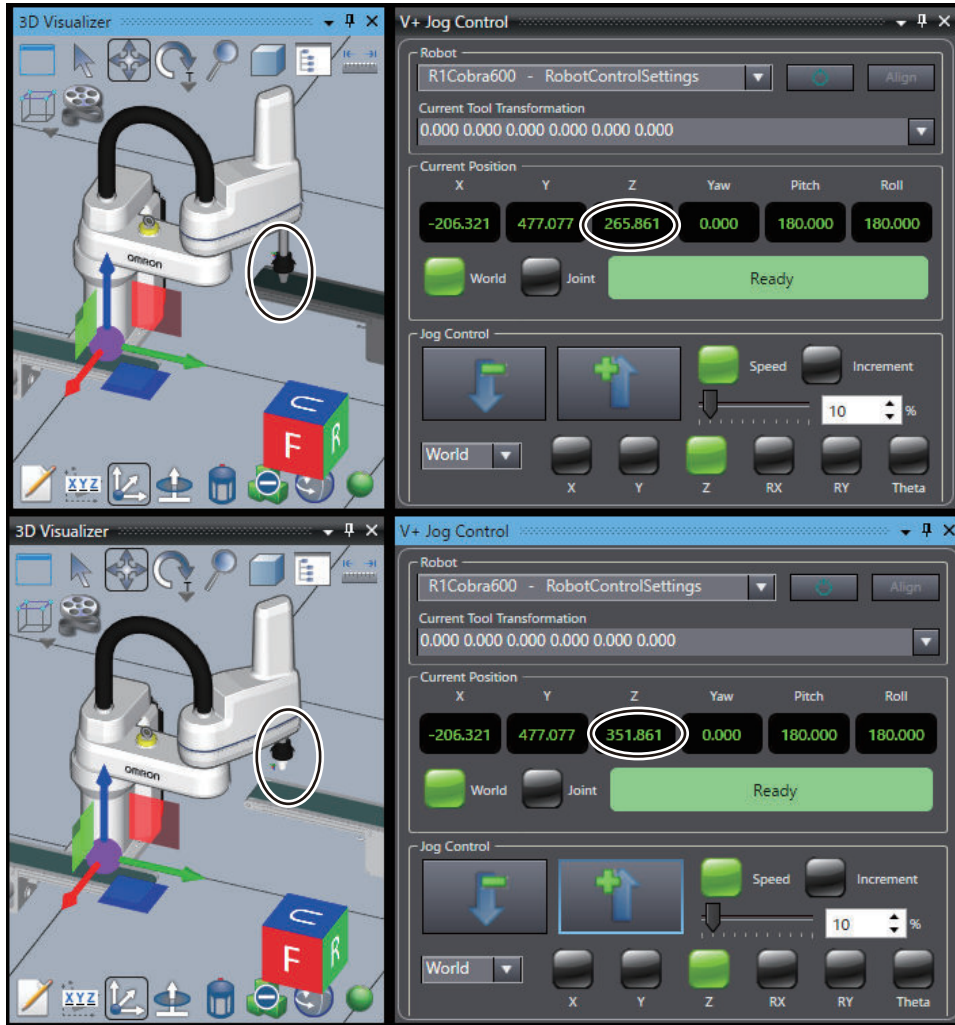 3D Visualizer
V+ Jog Control
T
OMRON
F
R
U
XYZ
Robot
R1Cobra600 - RobotControlSettings
Align
Current Tool Transformation
0.000 0.000 0.000 0.000 0.000 0.000
Current Position
X Y Z Yaw Pitch Roll
-206.321 477.077 265.861 0.000 180.000 180.000
World Joint Ready
Jog Control
Speed Increment
10 %
World
X Y Z RX RY Theta
3D Visualizer
V+ Jog Control
T
OMRON
F
R
U
XYZ
Robot
R1Cobra600 - RobotControlSettings
Align
Current Tool Transformation
0.000 0.000 0.000 0.000 0.000 0.000
Current Position
X Y Z Yaw Pitch Roll
-206.321 477.077 351.861 0.000 180.000 180.000
World Joint Ready
Jog Control
Speed Increment
10 %
World
X Y Z RX RY Theta